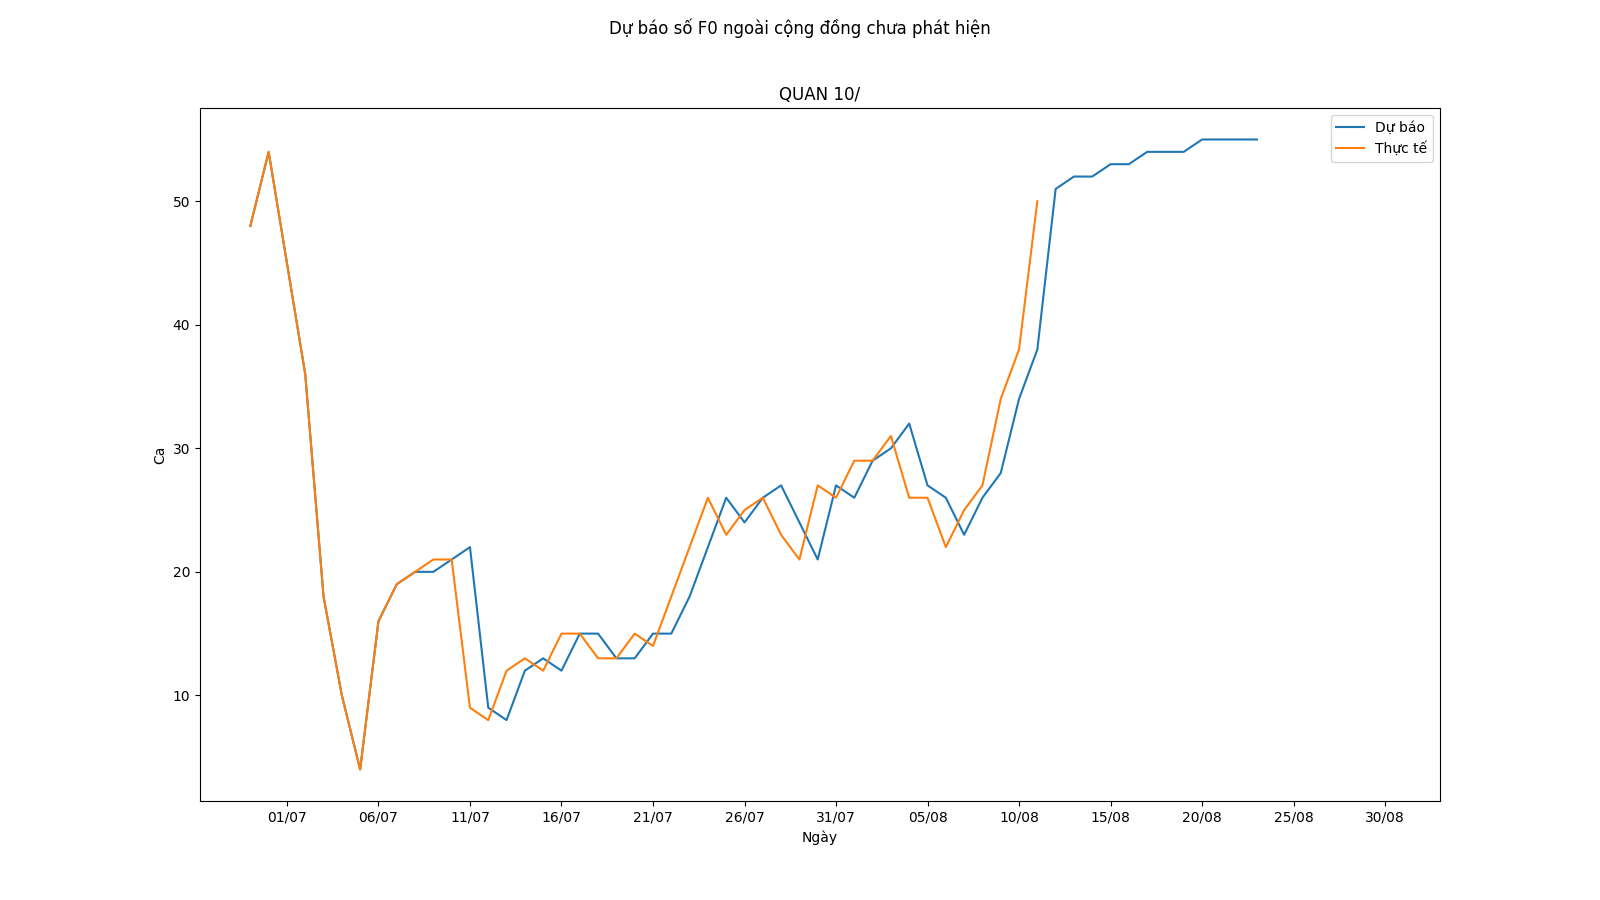 Dự báo số F0 ngoài cộng đồng chưa phát hiện
QUAN 10/
Dự báo
Thực tế
50
40
30
20
10
Ca
01/07 06/07 11/07 16/07 21/07 26/07 31/07 05/08 10/08 15/08 20/08 25/08 30/08
Ngày